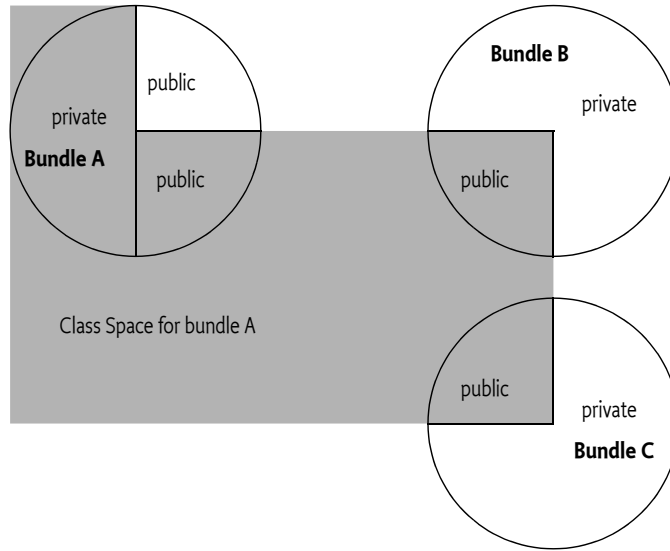 public
private
Bundle A
public
Bundle B
private
public
Class Space for bundle A
public
private
Bundle C